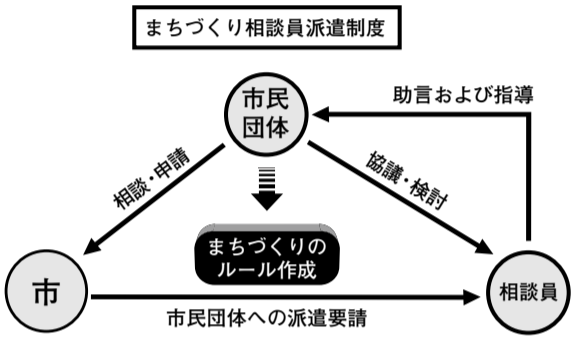 まちづくり相談員派遣制度
市民
団体
助言および指導
相談・申請
協議・検討
まちづくりの
ルール作成
市
相談員
市民団体への派遣要請